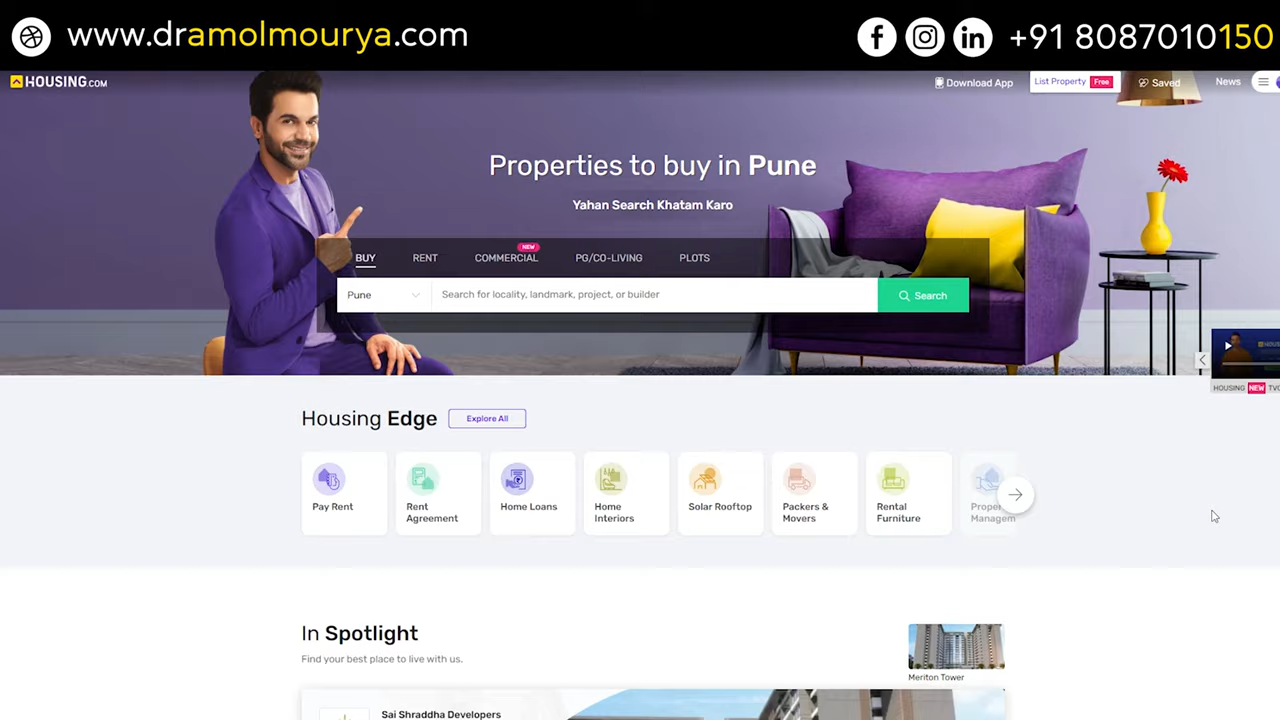 www.dramolmourya.com
+91 8087010150
HOUSING.COM
Download App
List Property Free
Saved
News
Properties to buy in Pune
Yahan Search Khatam Karo
NEW
BUY
RENT
COMMERCIAL
PG/CO-LIVING
PLOTS
Pune
Search for locality, landmark, project, or builder
Search
HOUSING NEW TVC
Housing Edge
Explore All
Pay Rent
Rent
Agreement
Home Loans
Home
Interiors
Solar Rooftop
Packers &
Movers
Rental
Furniture
In Spotlight
Find your best place to live with us.
Meriton Tower
Sai Shraddha Developers